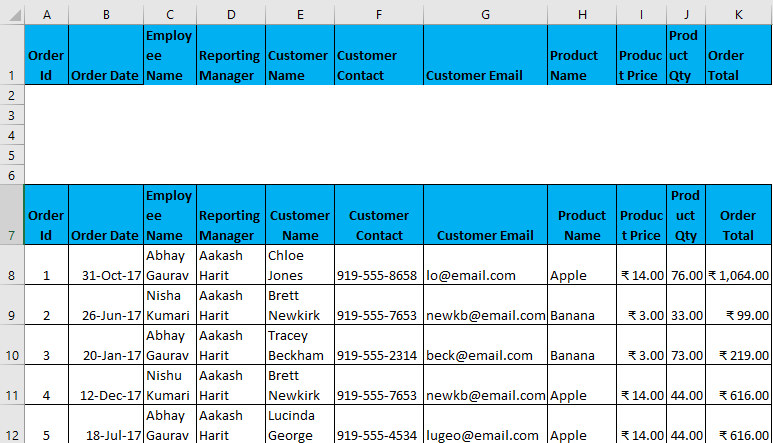 A B C D E F G H I J K
1 Order Id Order Date Employee Name Reporting Manager Customer Name Customer Contact Customer Email Product Name Product Price Product Qty Order Total
2
3
4
5
6
7 Order Id Order Date Employee Name Reporting Manager Customer Name Customer Contact Customer Email Product Name Product Price Product Qty Order Total
8 1 31-Oct-17 Abhay Gaurav Aakash Harit Chloe Jones 919-555-8658 lo@email.com Apple ₹ 14.00 76.00 ₹ 1,064.00
9 2 26-Jun-17 Nisha Kumari Aakash Harit Brett Newkirk 919-555-7653 newkb@email.com Banana ₹ 3.00 33.00 ₹ 99.00
10 3 20-Jan-17 Abhay Gaurav Aakash Harit Tracey Beckham 919-555-2314 beck@email.com Banana ₹ 3.00 73.00 ₹ 219.00
11 4 12-Dec-17 Nishu Kumari Aakash Harit Brett Newkirk 919-555-7653 newkb@email.com Apple ₹ 14.00 44.00 ₹ 616.00
12 5 18-Jul-17 Abhay Gaurav Aakash Harit Lucinda George 919-555-4534 lugeo@email.com Apple ₹ 14.00 44.00 ₹ 616.00